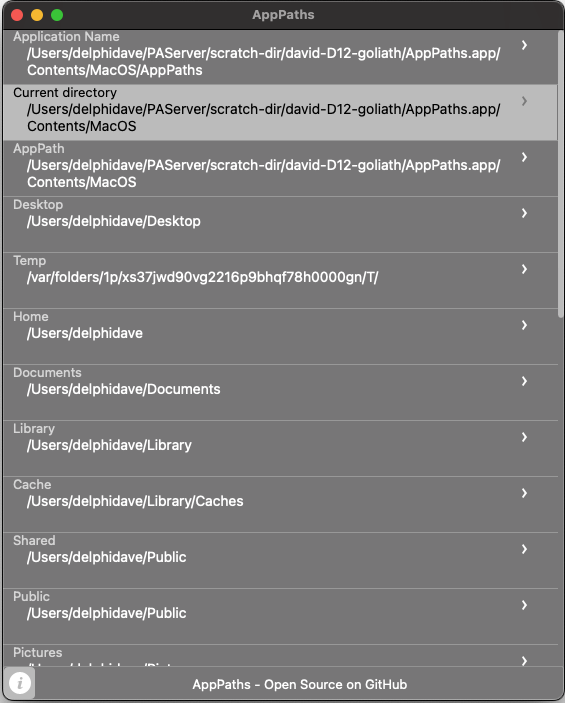 AppPaths
Application Name
/Users/delphidave/PAServer/scratch-dir/david-D12-goliath/AppPaths.app/
Contents/MacOS/AppPaths
Current directory
/Users/delphidave/PAServer/scratch-dir/david-D12-goliath/AppPaths.app/
Contents/MacOS
AppPath
/Users/delphidave/PAServer/scratch-dir/david-D12-goliath/AppPaths.app/
Contents/MacOS
Desktop
/Users/delphidave/Desktop
Temp
/var/folders/1p/xs37jwd90vg2216p9bhqf78h0000gn/T/
Home
/Users/delphidave
Documents
/Users/delphidave/Documents
Library
/Users/delphidave/Library
Cache
/Users/delphidave/Library/Caches
Shared
/Users/delphidave/Public
Public
/Users/delphidave/Public
Pictures
AppPaths - Open Source on GitHub